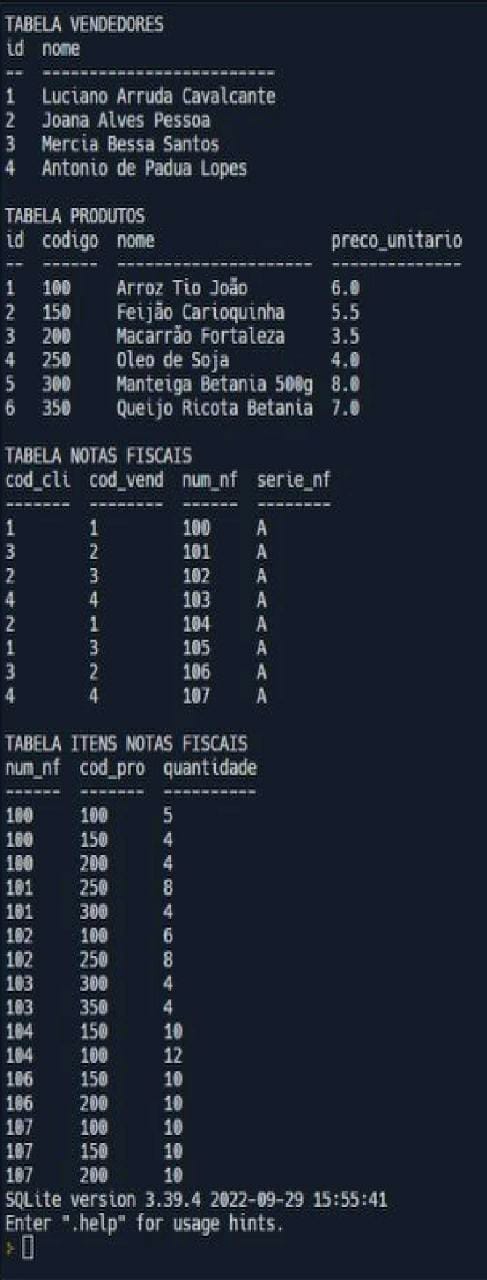 TABELA VENDEDORES
id  nome
--  -------------------------
1   Luciano Arruda Cavalcante
2   Joana Alves Pessoa
3   Mercia Bessa Santos
4   Antonio de Padua Lopes
TABELA PRODUTOS
id  codigo  nome                   preco_unitario
--  ------  ---------------------  --------------
1   100     Arroz Tio João         6.0
2   150     Feijão Carioquinha     5.5
3   200     Macarrão Fortaleza     3.5
4   250     Oleo de Soja           4.0
5   300     Manteiga Betania 500g  8.0
6   350     Queijo Ricota Betania  7.0
TABELA NOTAS FISCAIS
cod_cli  cod_vend  num_nf  serie_nf
-------  --------  ------  --------
1        1         100     A
3        2         101     A
2        3         102     A
4        4         103     A
2        1         104     A
1        3         105     A
3        2         106     A
4        4         107     A
TABELA ITENS NOTAS FISCAIS
num_nf  cod_pro  quantidade
------  -------  ----------
100     100      5
100     150      4
100     200      4
101     250      8
101     300      4
102     100      6
102     250      8
103     300      4
103     350      4
104     150      10
104     100      12
106     150      10
106     200      10
107     100      10
107     150      10
107     200      10
SQLite version 3.39.4 2022-09-29 15:55:41
Enter ".help" for usage hints.
>